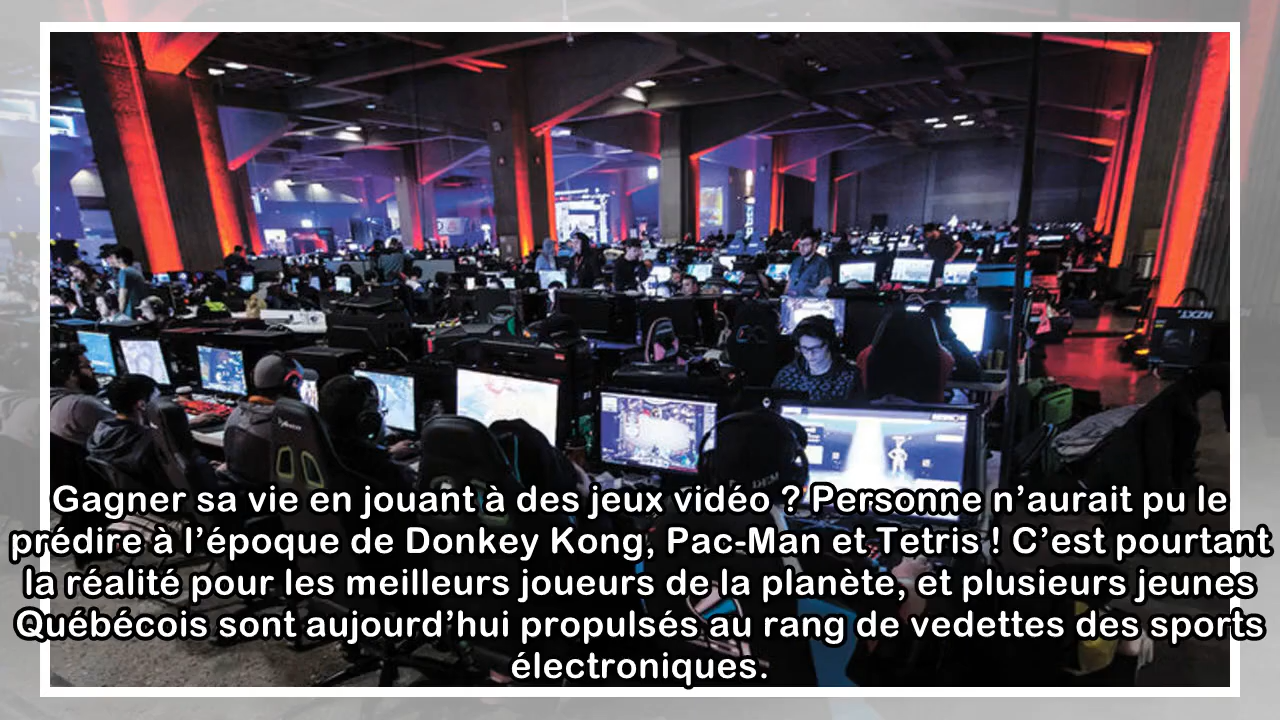 Gagner sa vie en jouant à des jeux vidéo ? Personne n’aurait pu le
prédire à l’époque de Donkey Kong, Pac-Man et Tetris ! C’est pourtant
la réalité pour les meilleurs joueurs de la planète, et plusieurs jeunes
Québécois sont aujourd’hui propulsés au rang de vedettes des sports
électroniques.
NZXT